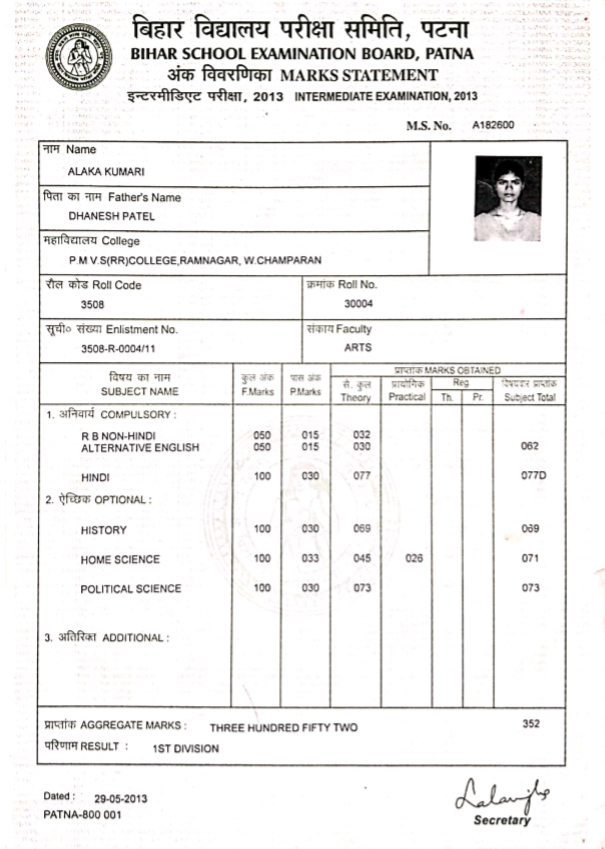 बिहार विद्यालय परीक्षा समिति, पटना
BIHAR SCHOOL EXAMINATION BOARD, PATNA
अंक विवरणिका MARKS STATEMENT
इन्टरमीडिएट परीक्षा, 2013 INTERMEDIATE EXAMINATION, 2013
M.S. No. A182600
नाम Name
ALAKA KUMARI
पिता का नाम Father's Name
DHANESH PATEL
महाविद्यालय College
P M V.S(RR)COLLEGE,RAMNAGAR, W.CHAMPARAN
रौल कोड Roll Code क्रमांक Roll No.
3508 30004
सूची० संख्या Enlistment No. संकाय Faculty
3508-R-0004/11 ARTS
विषय का नाम कुल अंक पास अंक प्राप्तांक MARKS OBTAINED
SUBJECT NAME F.Marks P.Marks से. कुल Theory प्रायोगिक Practical Reg Th. Pr. विषयवार प्राप्तांक Subject Total
1. अनिवार्य COMPULSORY :
R B NON-HINDI 050 015 032
ALTERNATIVE ENGLISH 050 015 030 062
HINDI 100 030 077 077D
2. ऐच्छिक OPTIONAL :
HISTORY 100 030 069 069
HOME SCIENCE 100 033 045 026 071
POLITICAL SCIENCE 100 030 073 073
3. अतिरिक्त ADDITIONAL :
प्राप्तांक AGGREGATE MARKS : THREE HUNDRED FIFTY TWO 352
परिणाम RESULT : 1ST DIVISION
Dated : 29-05-2013
PATNA-800 001
Secretary